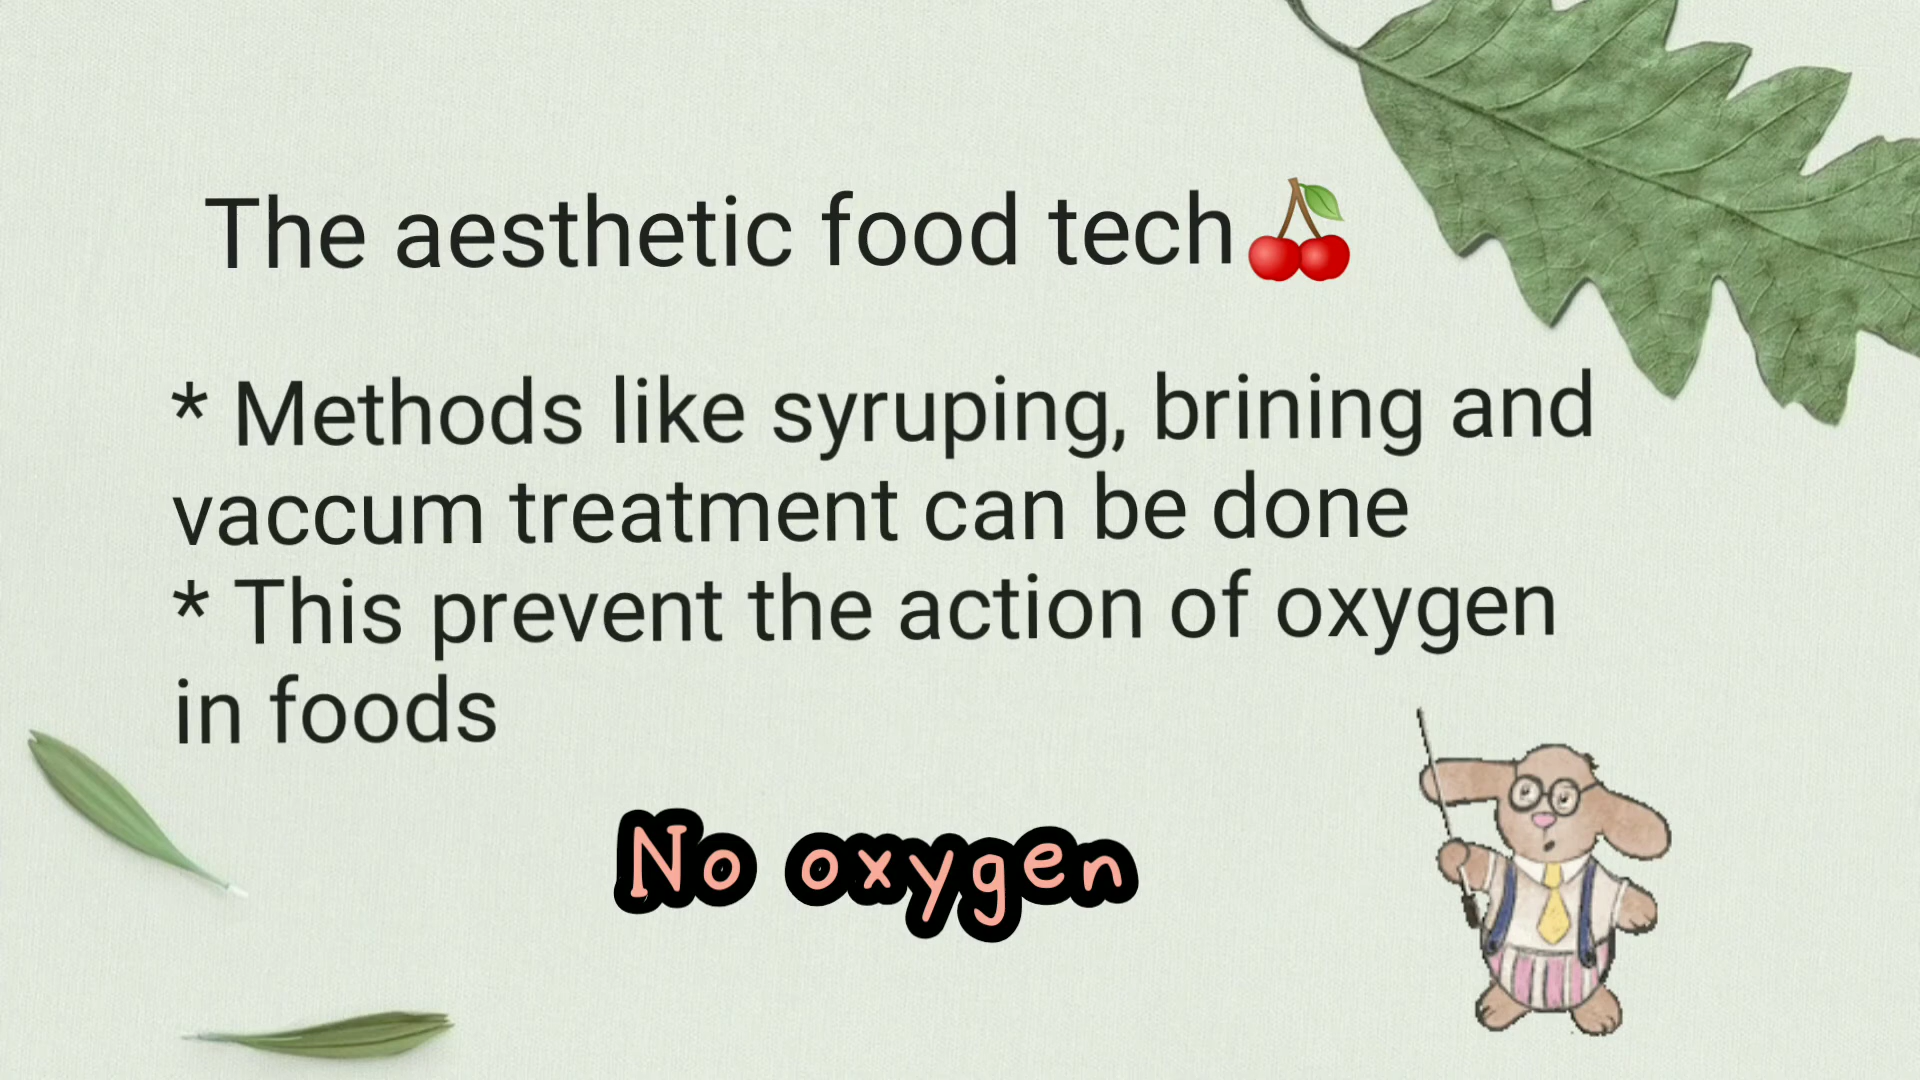 The aesthetic food tech🍒
* Methods like syruping, brining and
vaccum treatment can be done
* This prevent the action of oxygen
in foods
No oxygen